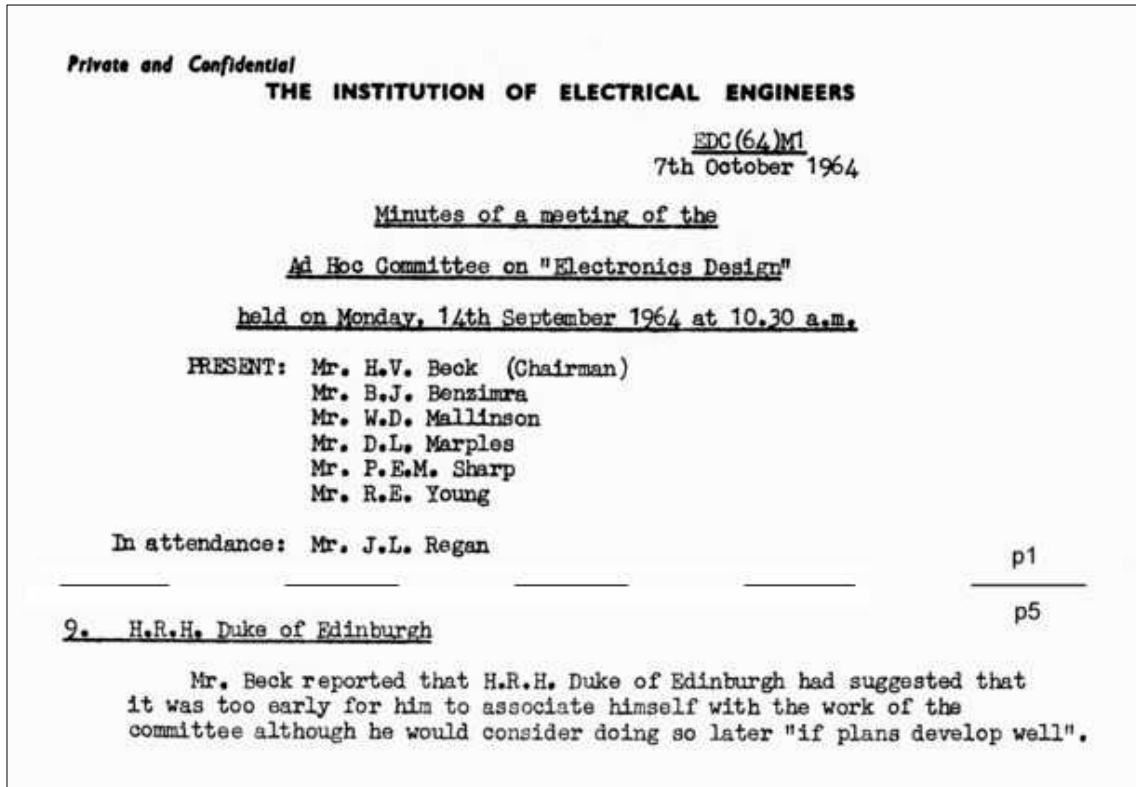 Private and Confidential
THE INSTITUTION OF ELECTRICAL ENGINEERS
EDC(64)M1
7th October 1964
Minutes of a meeting of the
Ad Hoc Committee on "Electronics Design"
held on Monday, 14th September 1964 at 10.30 a.m.
PRESENT: Mr. H.V. Beck (Chairman)
Mr. B.J. Benzimra
Mr. W.D. Mallinson
Mr. D.L. Marples
Mr. P.E.M. Sharp
Mr. R.E. Young
In attendance: Mr. J.L. Regan
p1
p5
9. H.R.H. Duke of Edinburgh
Mr. Beck reported that H.R.H. Duke of Edinburgh had suggested that
it was too early for him to associate himself with the work of the
committee although he would consider doing so later "if plans develop well".